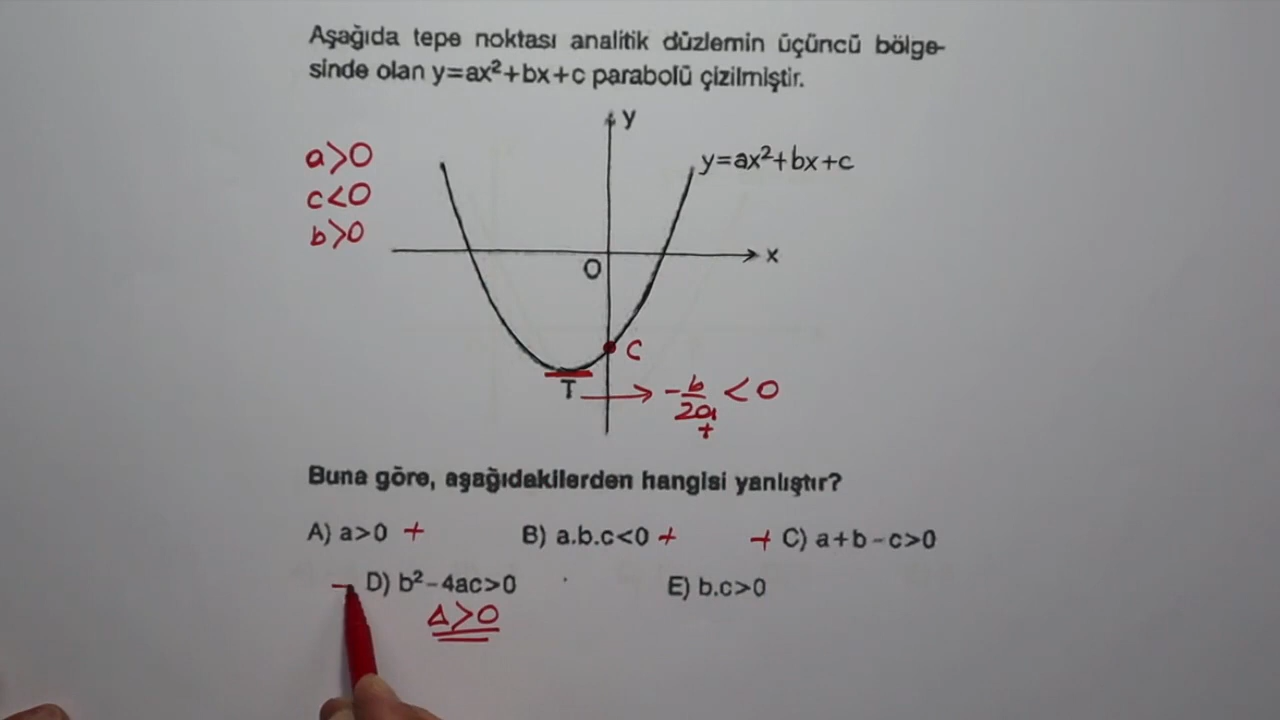 Aşağıda tepe noktası analitik düzlemin üçüncü bölge-
sinde olan y=ax²+bx+c parabolü çizilmiştir.
y
a>0
y=ax²+bx+c
c<0
b>0
x
O
C
T → -b/2a < 0
+
Buna göre, aşağıdakilerden hangisi yanlıştır?
A) a>0 + B) a.b.c<0 + + C) a+b-c>0
- D) b²-4ac>0 E) b.c>0
Δ>0